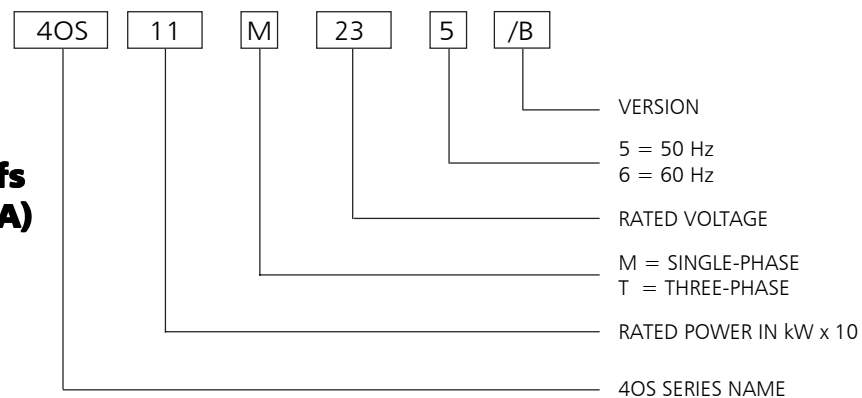 4OS 11 M 23 5 /B
VERSION
5 = 50 Hz
6 = 60 Hz
fs
A)
RATED VOLTAGE
M = SINGLE-PHASE
T = THREE-PHASE
RATED POWER IN kW x 10
4OS SERIES NAME